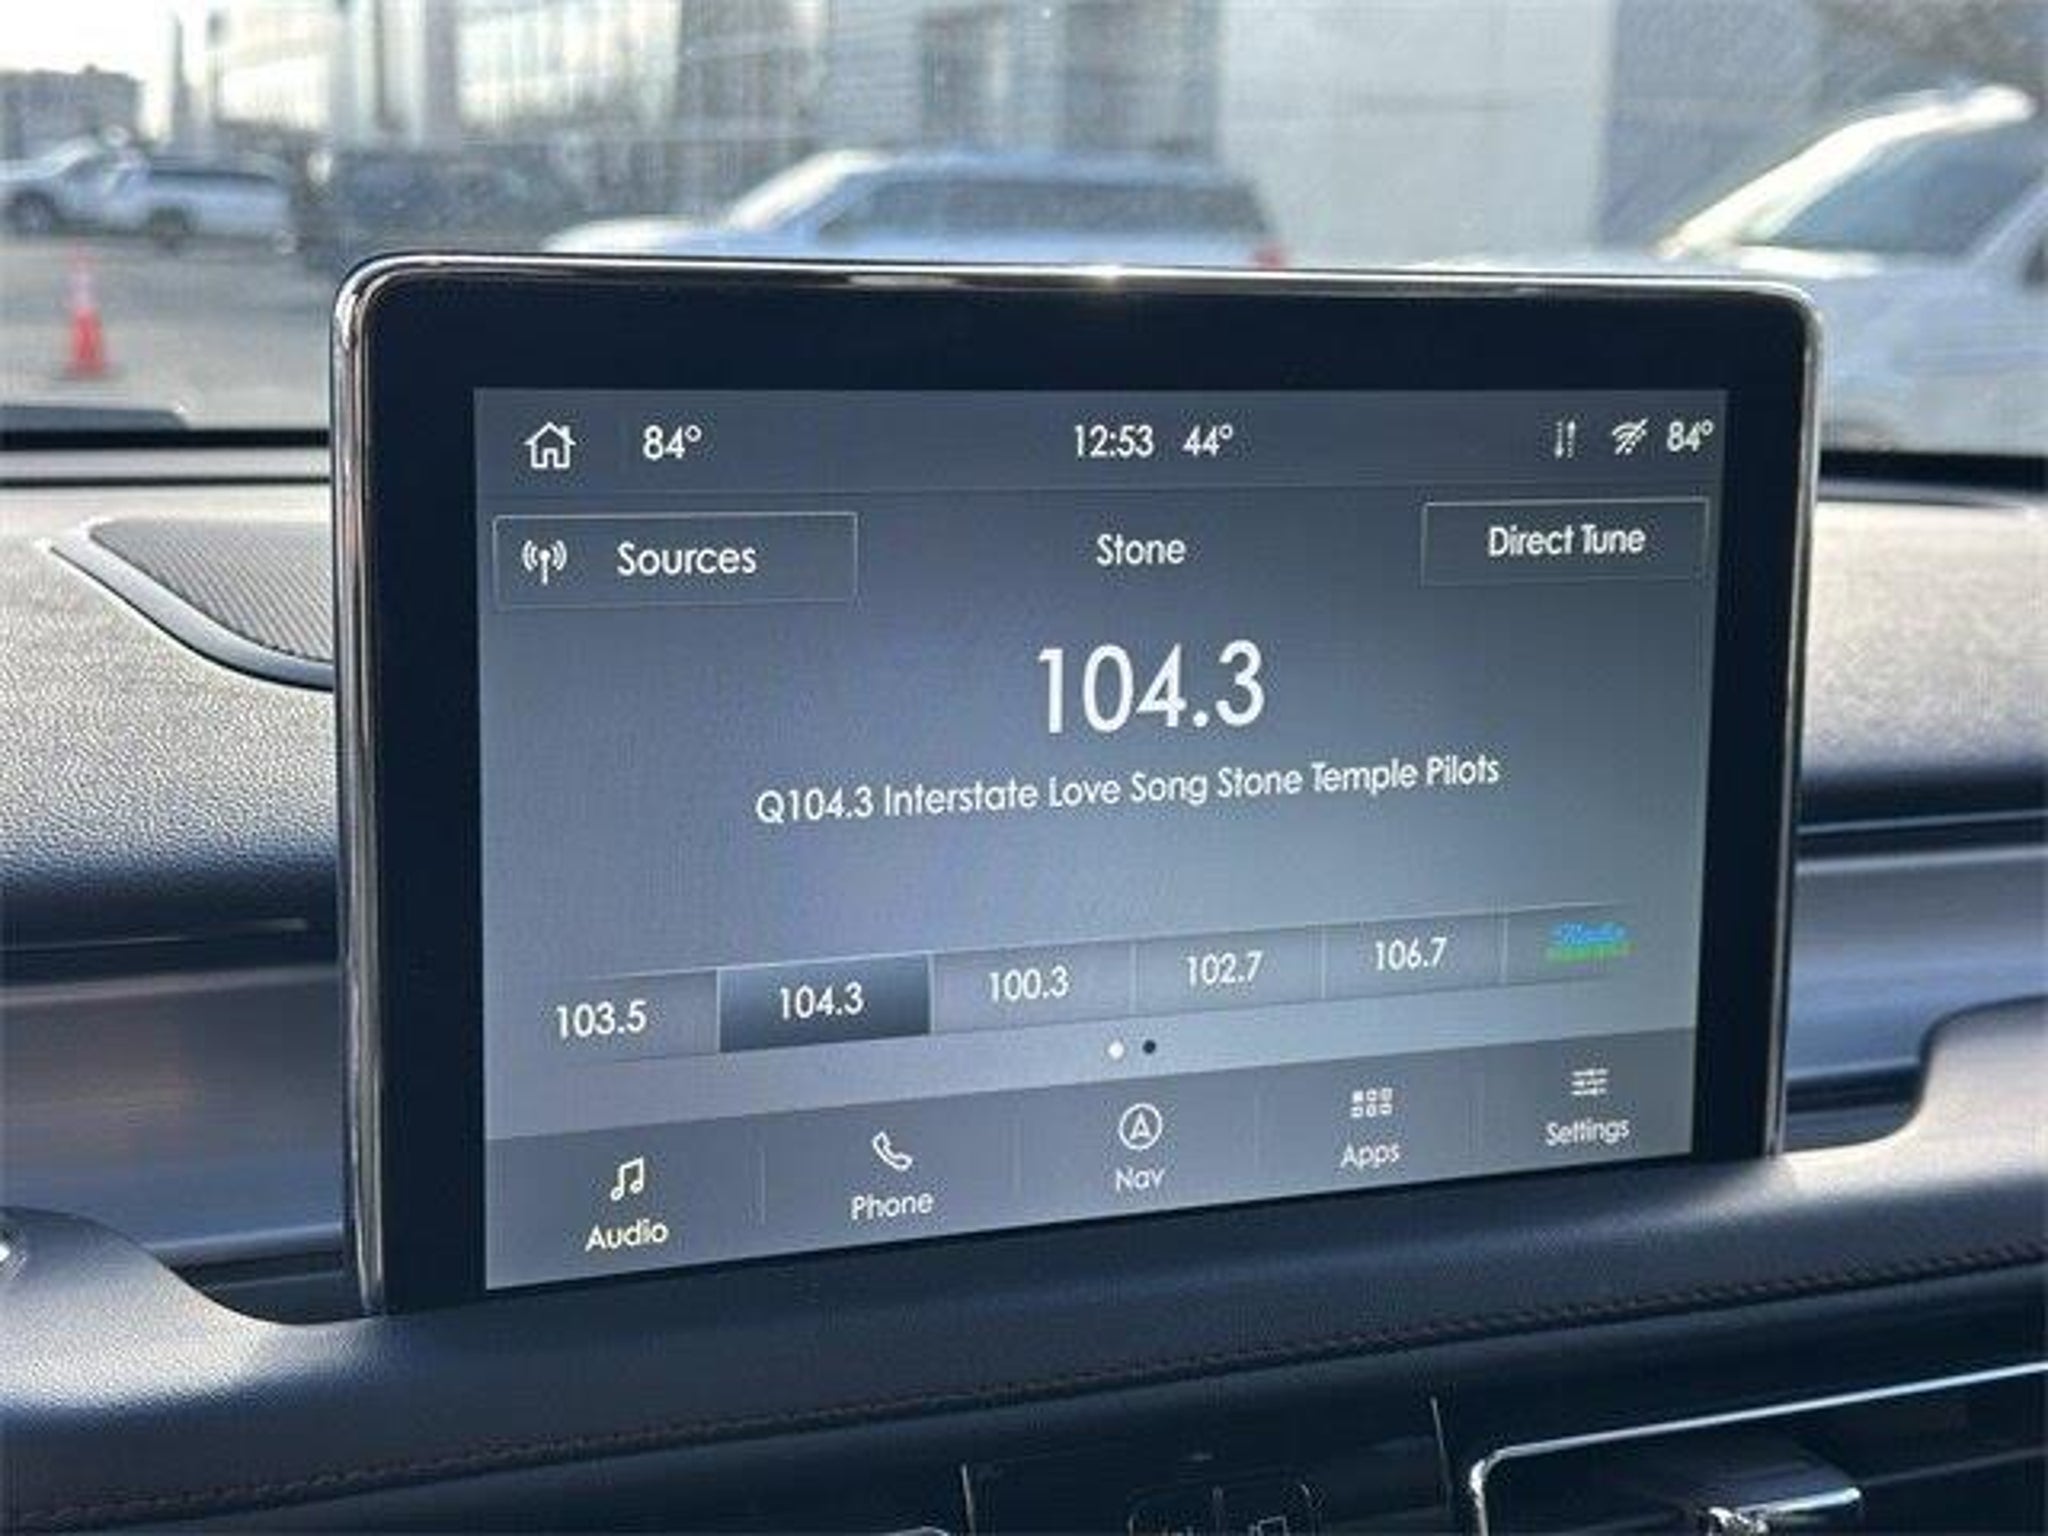 84° 12:53 44° 84°
Sources Stone Direct Tune
104.3
Q104.3 Interstate Love Song Stone Temple Pilots
103.5 104.3 100.3 102.7 106.7
Audio Phone Nav Apps Settings